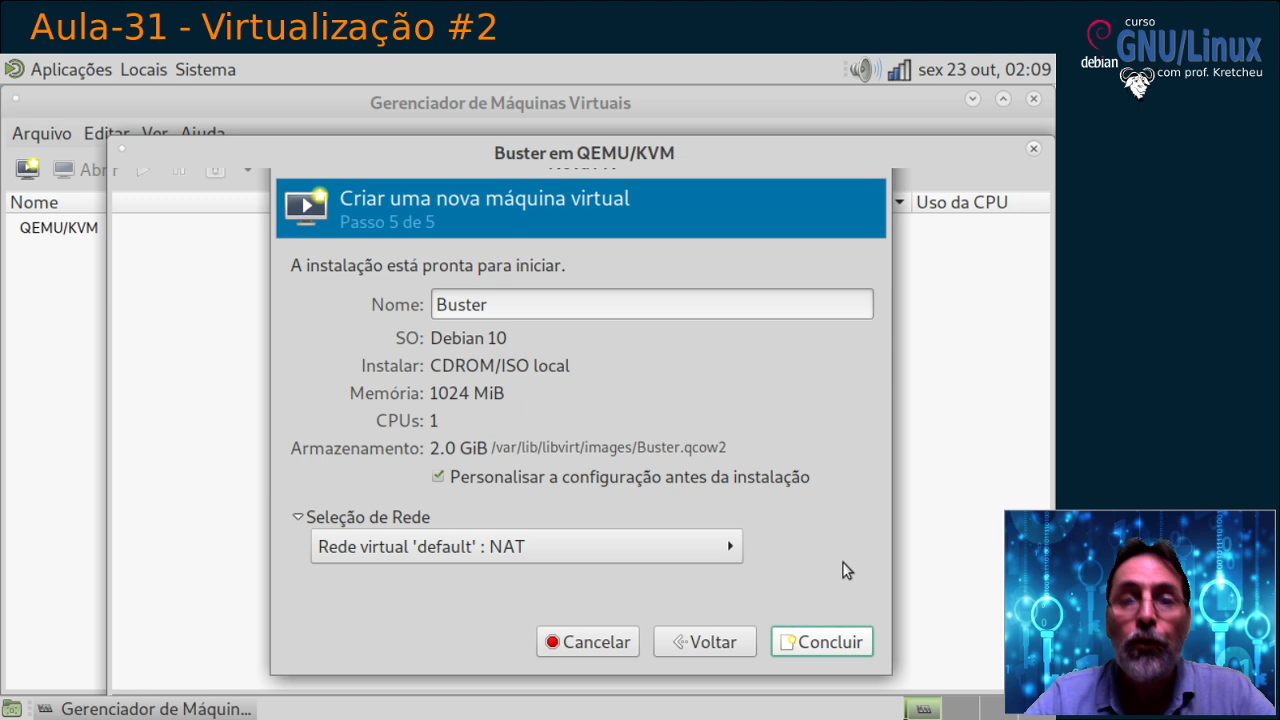 Aula-31 - Virtualização #2
curso
GNU/Linux
debian
com prof. Kretcheu
Aplicações Locais Sistema
sex 23 out, 02:09
Gerenciador de Máquinas Virtuais
Arquivo Editar Ver Ajuda
Buster em QEMU/KVM
Abrir
Nome
Uso da CPU
QEMU/KVM
Criar uma nova máquina virtual
Passo 5 de 5
A instalação está pronta para iniciar.
Nome: Buster
SO: Debian 10
Instalar: CDROM/ISO local
Memória: 1024 MiB
CPUs: 1
Armazenamento: 2.0 GiB /var/lib/libvirt/images/Buster.qcow2
Personalisar a configuração antes da instalação
Seleção de Rede
Rede virtual 'default' : NAT
Cancelar
Voltar
Concluir
Gerenciador de Máquin...